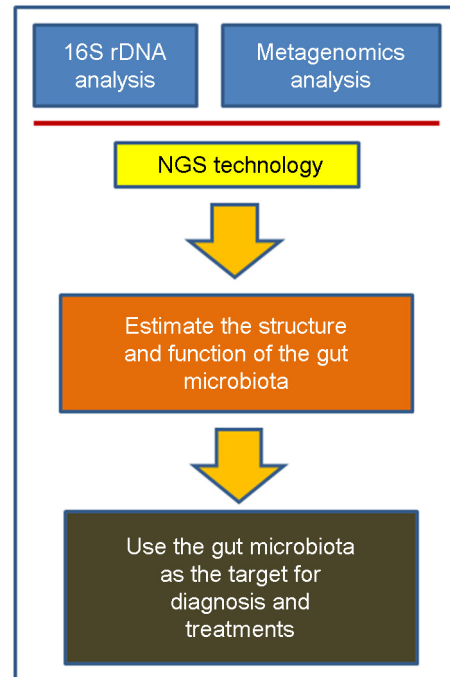 16S rDNA
analysis
Metagenomics
analysis
NGS technology
Estimate the structure
and function of the gut
microbiota
Use the gut microbiota
as the target for
diagnosis and
treatments